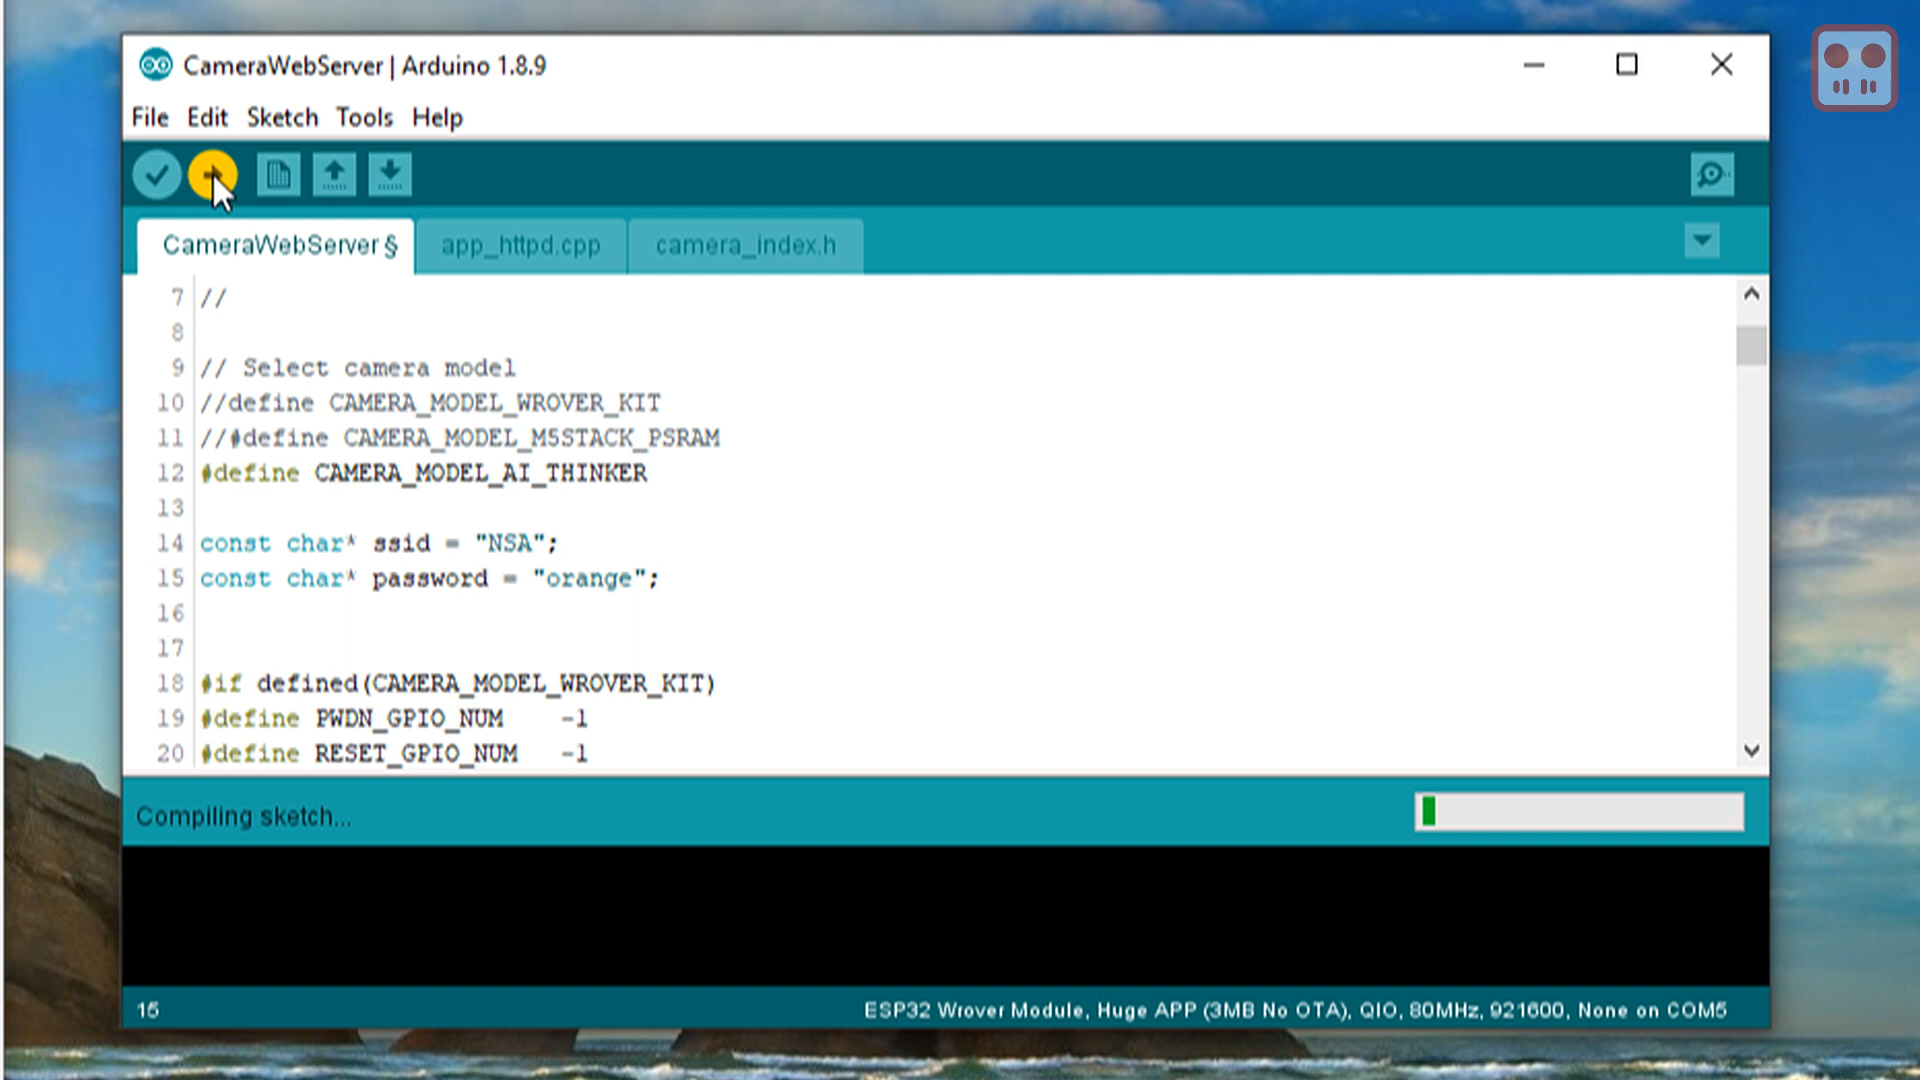 CameraWebServer | Arduino 1.8.9
File Edit Sketch Tools Help
CameraWebServer § app_httpd.cpp camera_index.h
7 //
8
9 // Select camera model
10 //define CAMERA_MODEL_WROVER_KIT
11 //#define CAMERA_MODEL_M5STACK_PSRAM
12 #define CAMERA_MODEL_AI_THINKER
13
14 const char* ssid = "NSA";
15 const char* password = "orange";
16
17
18 #if defined(CAMERA_MODEL_WROVER_KIT)
19 #define PWDN_GPIO_NUM -1
20 #define RESET_GPIO_NUM -1
Compiling sketch...
15 ESP32 Wrover Module, Huge APP (3MB No OTA), QIO, 80MHz, 921600, None on COM5